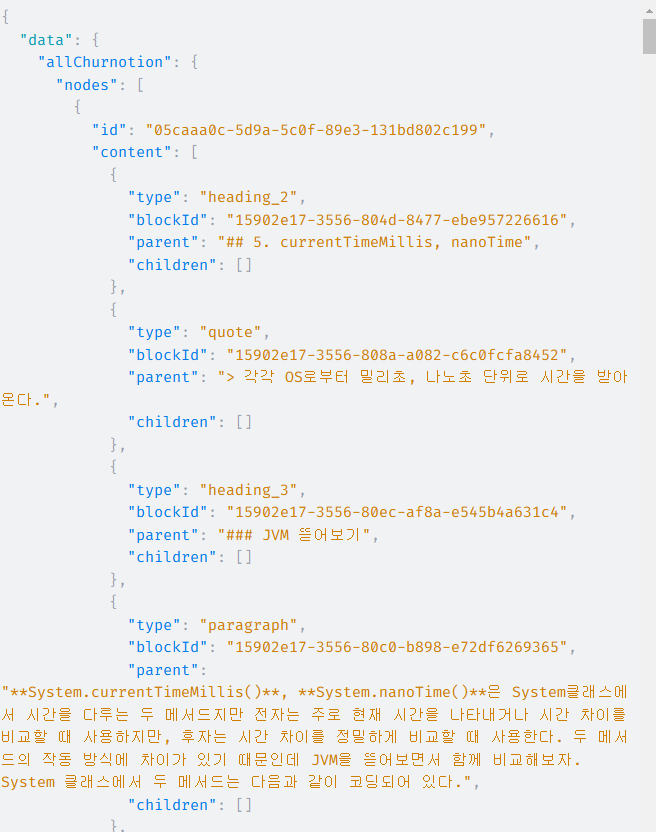 {
"data": {
"allChurnotion": {
"nodes": [
{
"id": "05caaa0c-5d9a-5c0f-89e3-131bd802c199",
"content": [
{
"type": "heading_2",
"blockId": "15902e17-3556-804d-8477-ebe957226616",
"parent": "## 5. currentTimeMillis, nanoTime",
"children": []
},
{
"type": "quote",
"blockId": "15902e17-3556-808a-a082-c6c0fcfa8452",
"parent": "> 각각 OS로부터 밀리초, 나노초 단위로 시간을 받아
온다.",
"children": []
},
{
"type": "heading_3",
"blockId": "15902e17-3556-80ec-af8a-e545b4a631c4",
"parent": "### JVM 뜯어보기",
"children": []
},
{
"type": "paragraph",
"blockId": "15902e17-3556-80c0-b898-e72df6269365",
"parent":
"**System.currentTimeMillis()**, **System.nanoTime()**은 System클래스에
서 시간을 다루는 두 메서드지만 전자는 주로 현재 시간을 나타내거나 시간 차이를
비교할 때 사용하지만, 후자는 시간 차이를 정밀하게 비교할 때 사용한다. 두 메서
드의 작동 방식에 차이가 있기 때문인데 JVM을 뜯어보면서 함께 비교해보자.
System 클래스에서 두 메서드는 다음과 같이 코딩되어 있다.",
"children": []
},